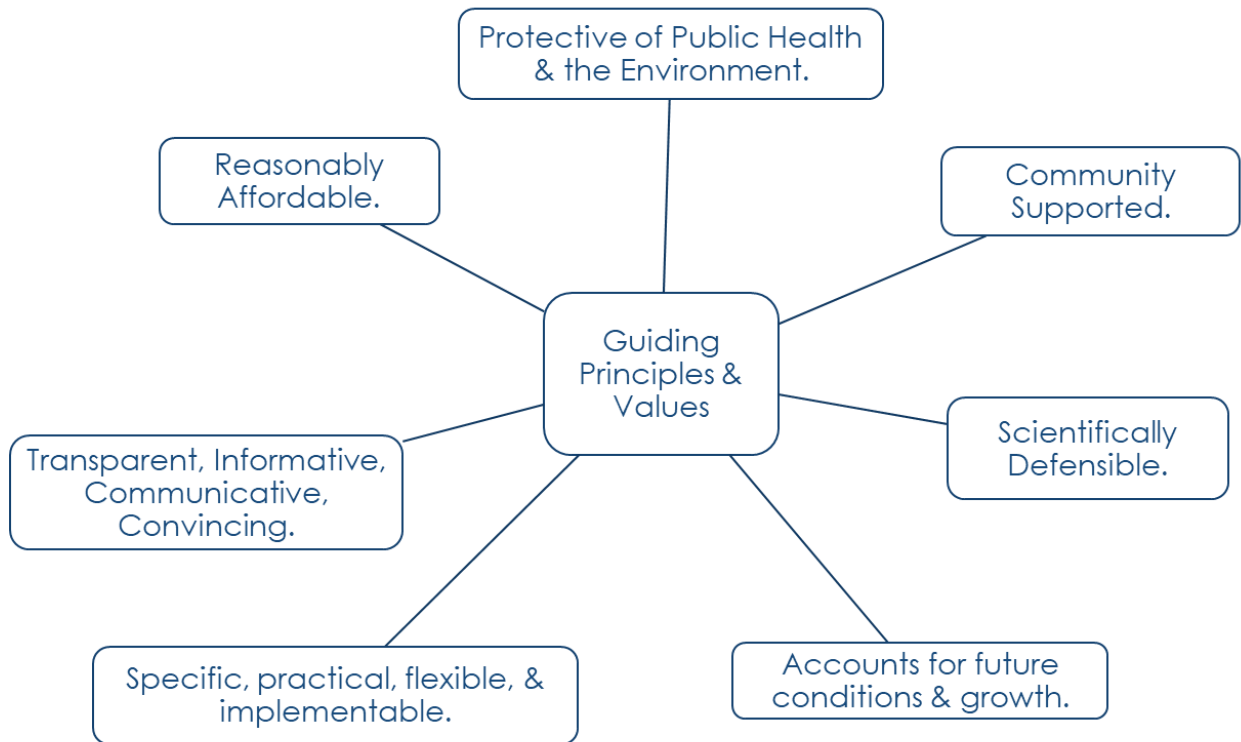 Protective of Public Health
& the Environment.
Reasonably
Affordable.
Community
Supported.
Guiding
Principles &
Values
Scientifically
Defensible.
Transparent, Informative,
Communicative,
Convincing.
Specific, practical, flexible, &
implementable.
Accounts for future
conditions & growth.